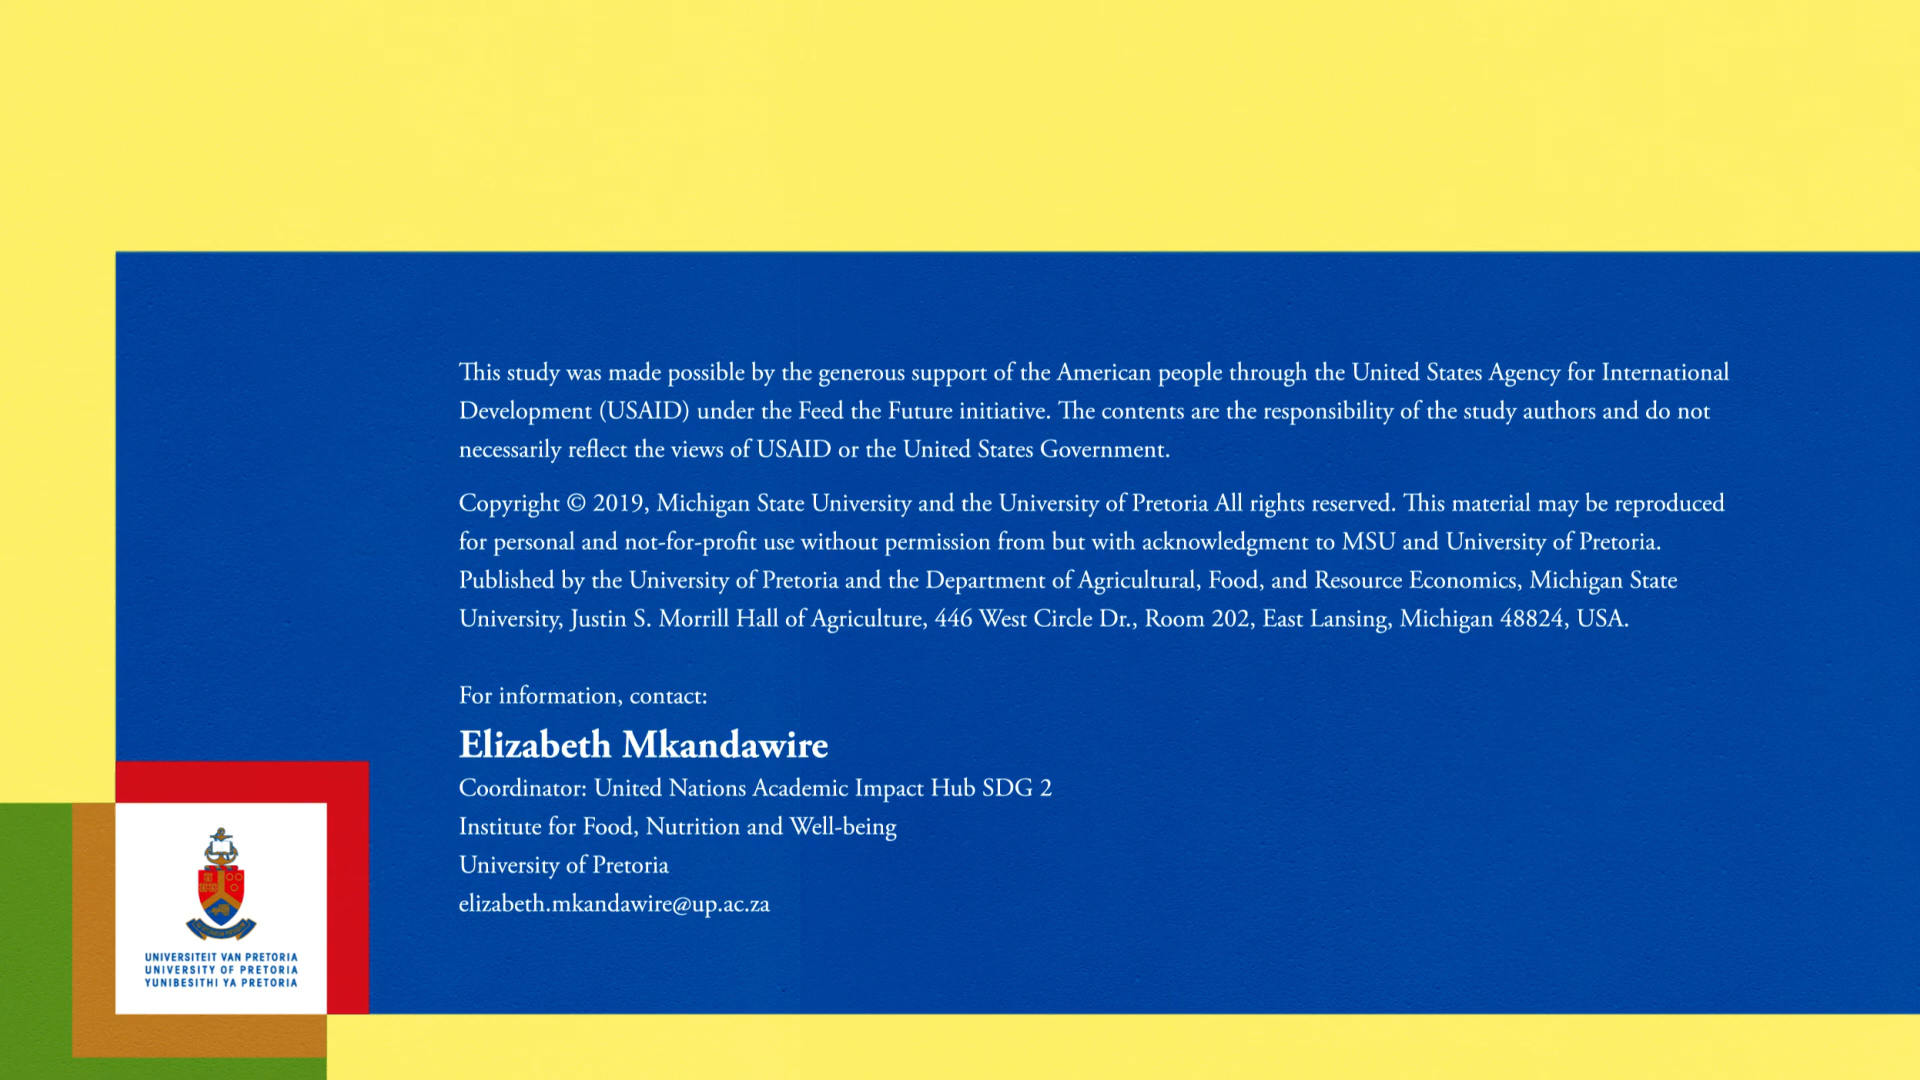 This study was made possible by the generous support of the American people through the United States Agency for International
Development (USAID) under the Feed the Future initiative. The contents are the responsibility of the study authors and do not
necessarily reflect the views of USAID or the United States Government.
Copyright © 2019, Michigan State University and the University of Pretoria All rights reserved. This material may be reproduced
for personal and not-for-profit use without permission from but with acknowledgment to MSU and University of Pretoria.
Published by the University of Pretoria and the Department of Agricultural, Food, and Resource Economics, Michigan State
University, Justin S. Morrill Hall of Agriculture, 446 West Circle Dr., Room 202, East Lansing, Michigan 48824, USA.
For information, contact:
Elizabeth Mkandawire
Coordinator: United Nations Academic Impact Hub SDG 2
Institute for Food, Nutrition and Well-being
University of Pretoria
elizabeth.mkandawire@up.ac.za
UNIVERSITEIT VAN PRETORIA
UNIVERSITY OF PRETORIA
YUNIBESITHI YA PRETORIA